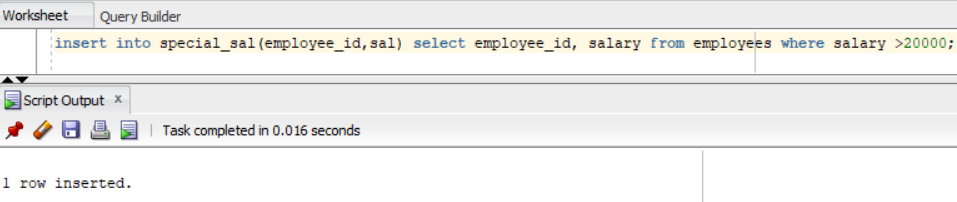 Worksheet Query Builder
insert into special_sal(employee_id,sal) select employee_id, salary from employees where salary >20000;
Script Output x
Task completed in 0.016 seconds
1 row inserted.